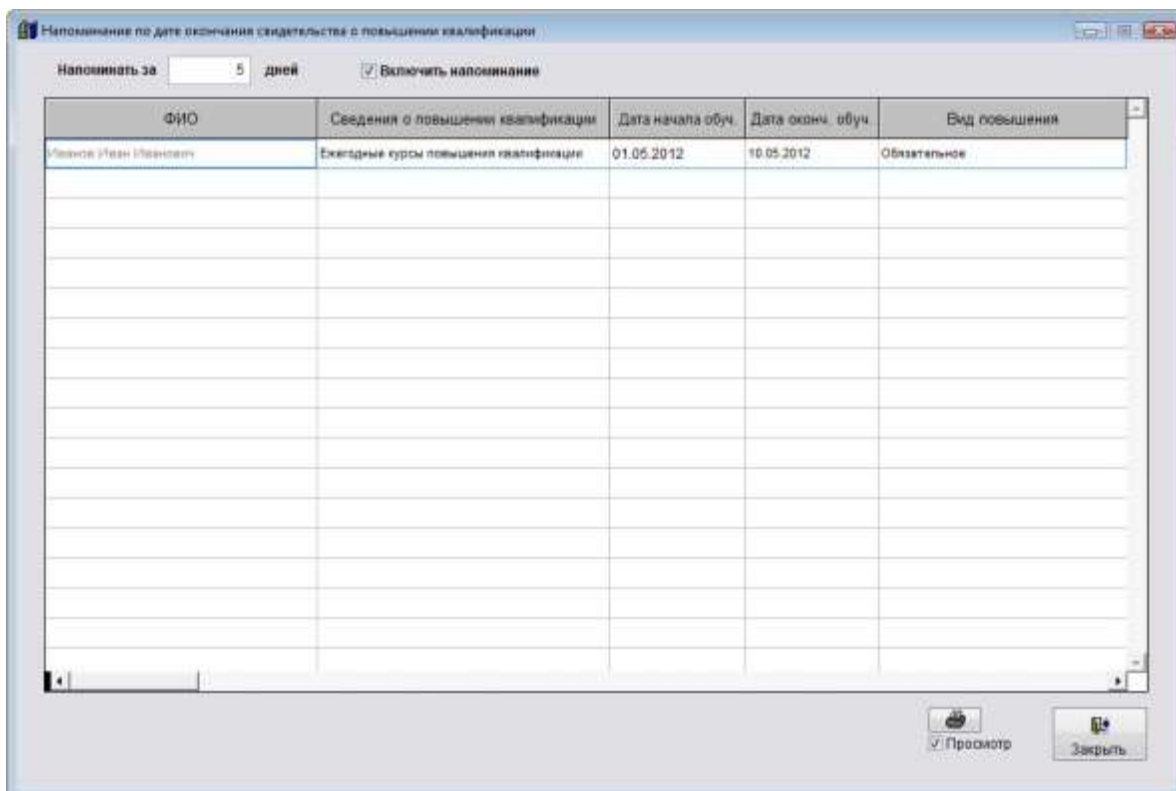 Напоминание по дате окончания свидетельства о повышении квалификации
Напоминать за 5 дней Включить напоминание
ФИО Сведения о повышении квалификации Дата начала обуч. Дата оконч. обуч. Вид повышения
Иванов Иван Иванович Ежегодные курсы повышения квалификации 01.05.2012 10.05.2012 Обязательное
Просмотр
Закрыть